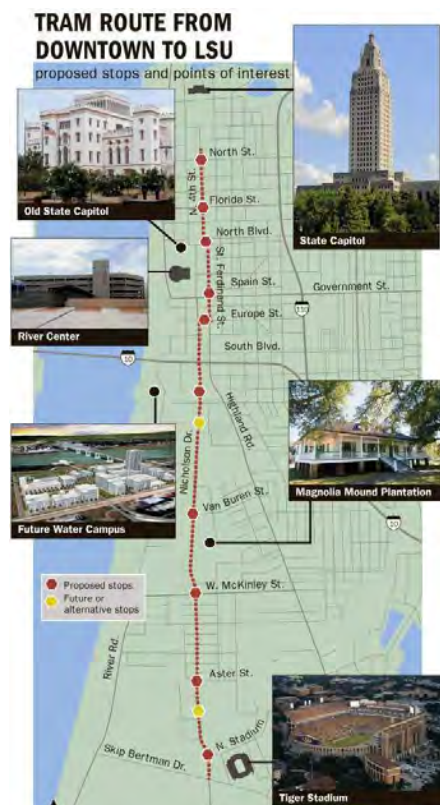 TRAM ROUTE FROM
DOWNTOWN TO LSU
proposed stops and points of interest
Old State Capitol
State Capitol
North St.
N. 4th St.
Florida St.
North Blvd.
St. Ferdinand St.
River Center
Spain St.
Government St.
110
Europe St.
South Blvd.
10
Highland Rd.
Nicholson Dr.
Future Water Campus
Magnolia Mound Plantation
Van Buren St.
10
Proposed stops
Future or
alternative stops
W. McKinley St.
River Rd.
Aster St.
N. Stadium
Skip Bertman Dr.
Tiger Stadium